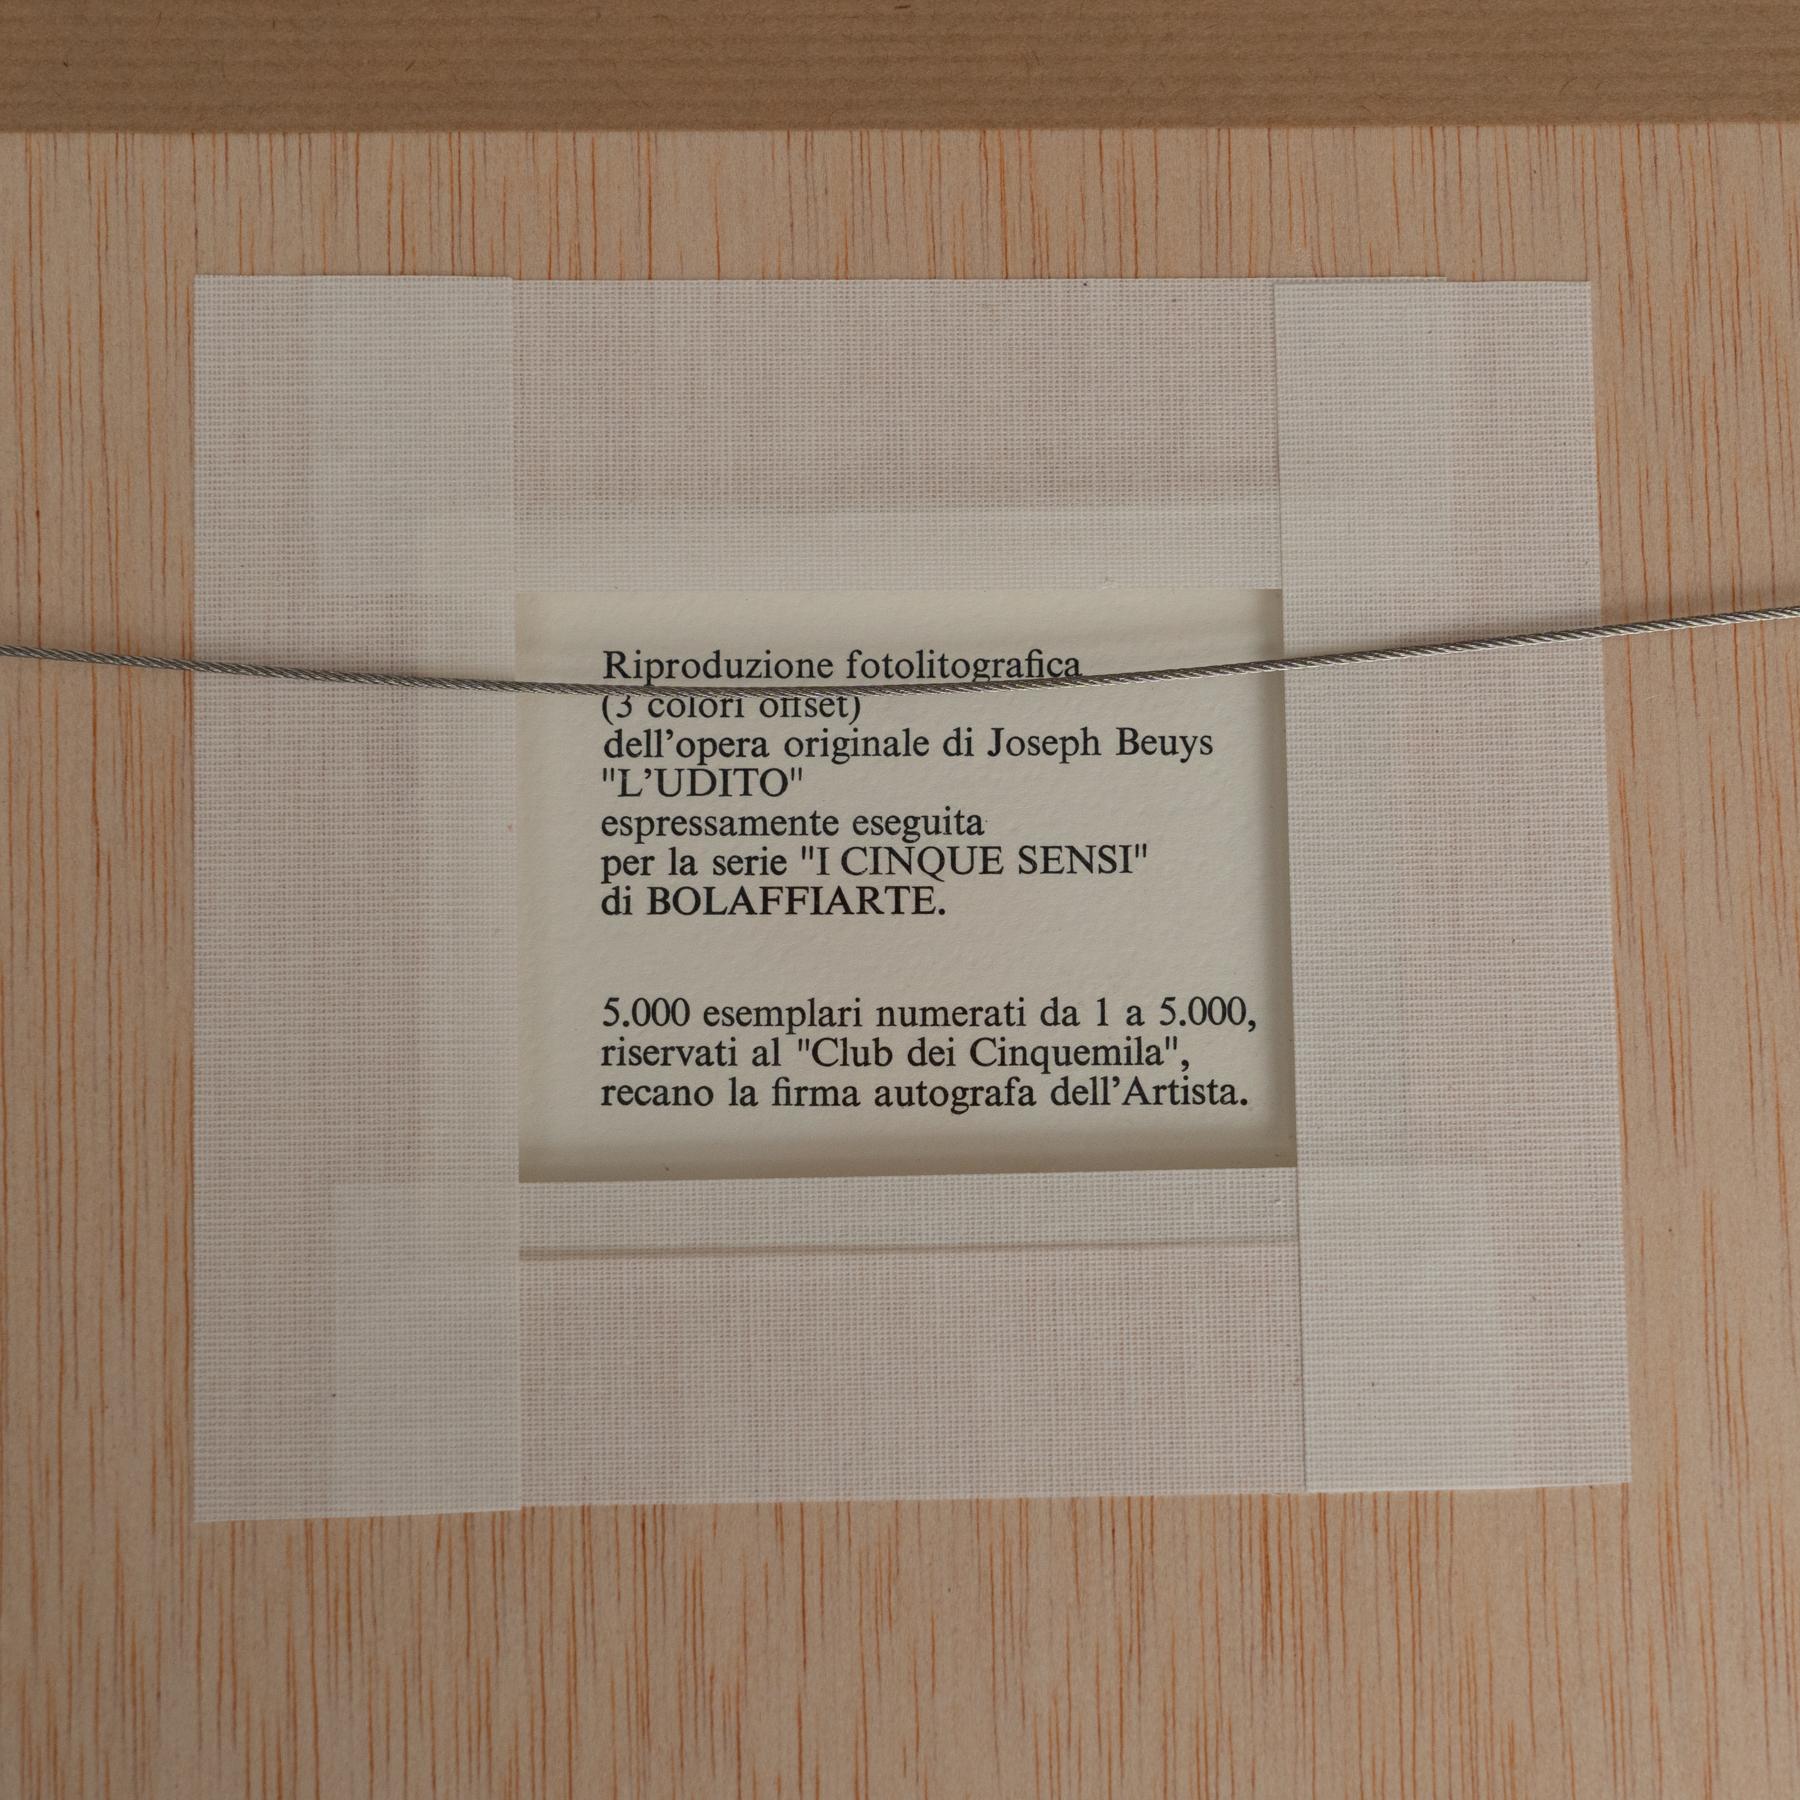 Riproduzione fotolitografica
(3 colori offset)
dell’opera originale di Joseph Beuys
"L’UDITO"
espressamente eseguita
per la serie "I CINQUE SENSI"
di BOLAFFIARTE.
5.000 esemplari numerati da 1 a 5.000,
riservati al "Club dei Cinquemila",
recano la firma autografa dell’Artista.